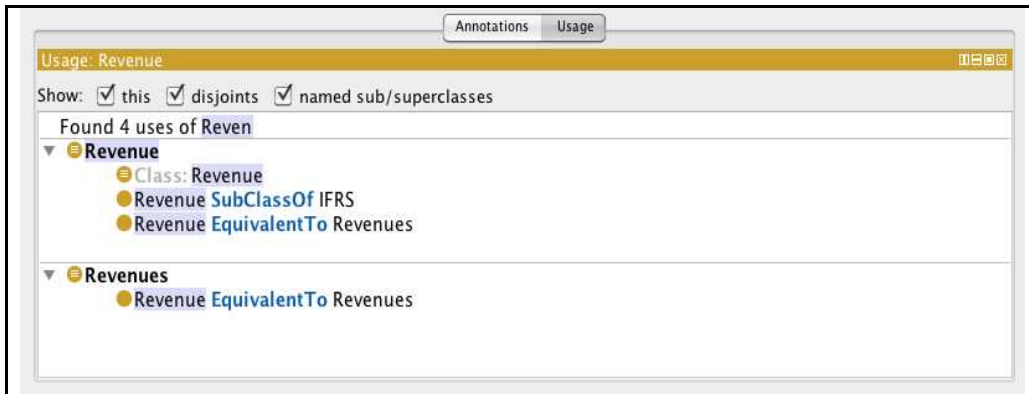 Annotations Usage
Usage: Revenue
Show: this disjoints named sub/superclasses
Found 4 uses of Reven
Revenue
Class: Revenue
Revenue SubClassOf IFRS
Revenue EquivalentTo Revenues
Revenues
Revenue EquivalentTo Revenues